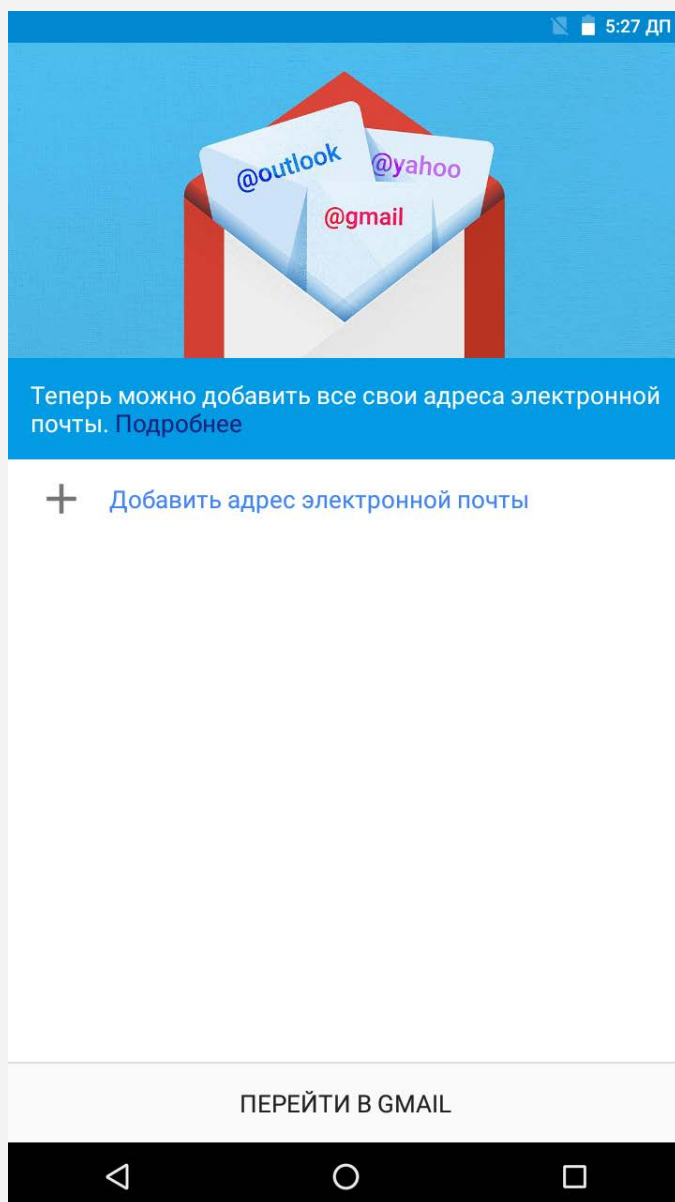 5:27 ДП
@outlook
@yahoo
@gmail
Теперь можно добавить все свои адреса электронной
почты. Подробнее
Добавить адрес электронной почты
ПЕРЕЙТИ В GMAIL